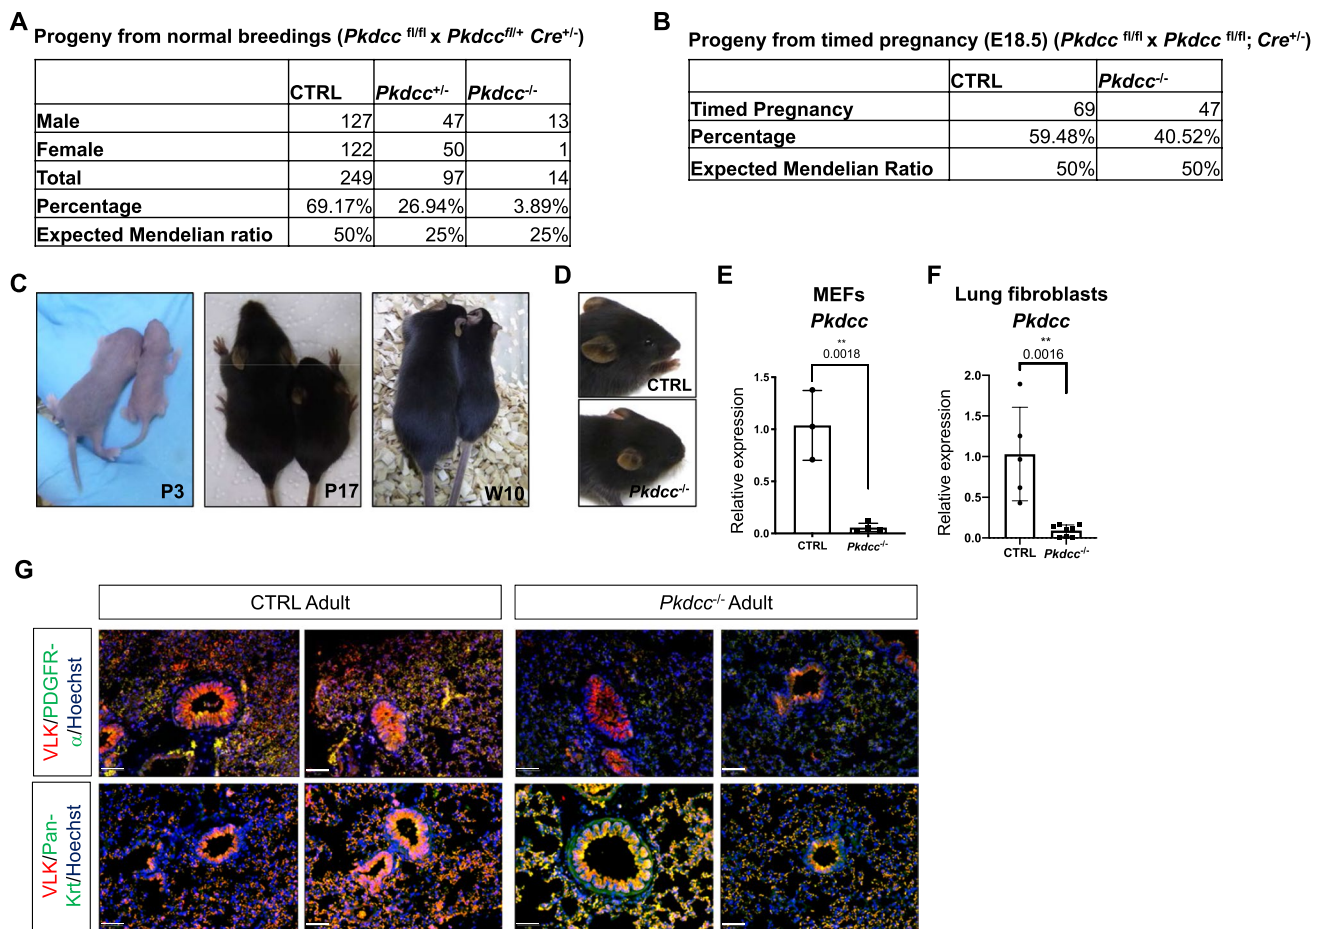 A
Progeny from normal breedings (Pkdcc fl/fl x Pkdccfl/+ Cre+/-)
CTRL Pkdcc+/- Pkdcc-/-
Male 127 47 13
Female 122 50 1
Total 249 97 14
Percentage 69.17% 26.94% 3.89%
Expected Mendelian ratio 50% 25% 25%
B
Progeny from timed pregnancy (E18.5) (Pkdcc fl/fl x Pkdcc fl/fl; Cre+/-)
CTRL Pkdcc-/-
Timed Pregnancy 69 47
Percentage 59.48% 40.52%
Expected Mendelian Ratio 50% 50%
C
P3
P17
W10
D
CTRL
Pkdcc-/-
E
MEFs
Pkdcc
**
0.0018
Relative expression
1.5
1.0
0.5
0.0
CTRL Pkdcc-/-
F
Lung fibroblasts
Pkdcc
**
0.0016
Relative expression
2.0
1.5
1.0
0.5
0.0
CTRL Pkdcc-/-
G
CTRL Adult
Pkdcc-/- Adult
VLK/PDGFR-
α/Hoechst
VLK/Pan-
Krt/Hoechst